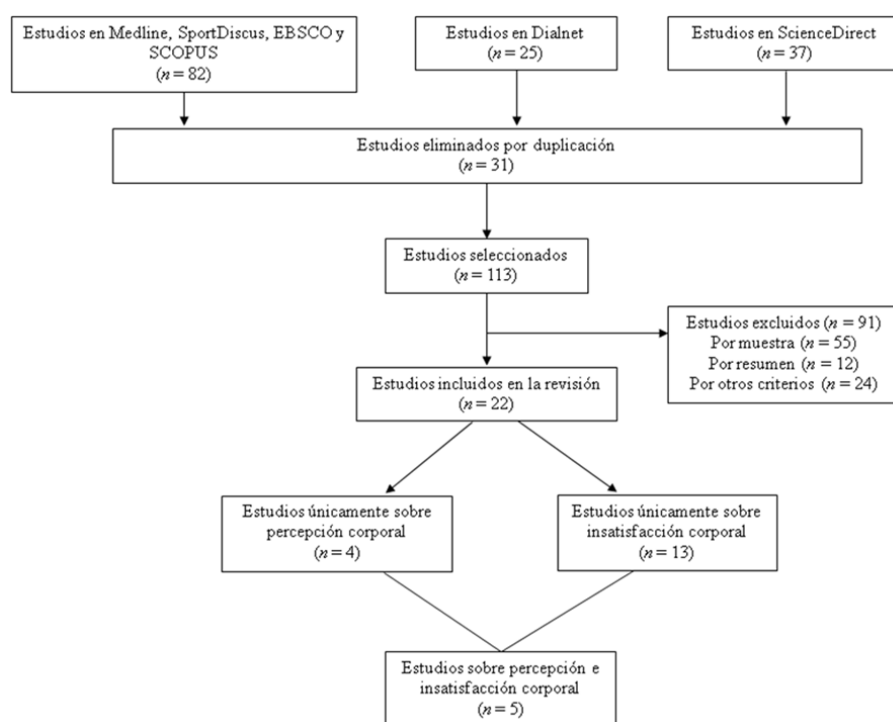 Estudios en Medline, SportDiscus, EBSCO y
SCOPUS
(n = 82)
Estudios en Dialnet
(n = 25)
Estudios en ScienceDirect
(n = 37)
Estudios eliminados por duplicación
(n = 31)
Estudios seleccionados
(n = 113)
Estudios excluidos (n = 91)
Por muestra (n = 55)
Por resumen (n = 12)
Por otros criterios (n = 24)
Estudios incluidos en la revisión
(n = 22)
Estudios únicamente sobre
percepción corporal
(n = 4)
Estudios únicamente sobre
insatisfacción corporal
(n = 13)
Estudios sobre percepción e
insatisfacción corporal
(n = 5)